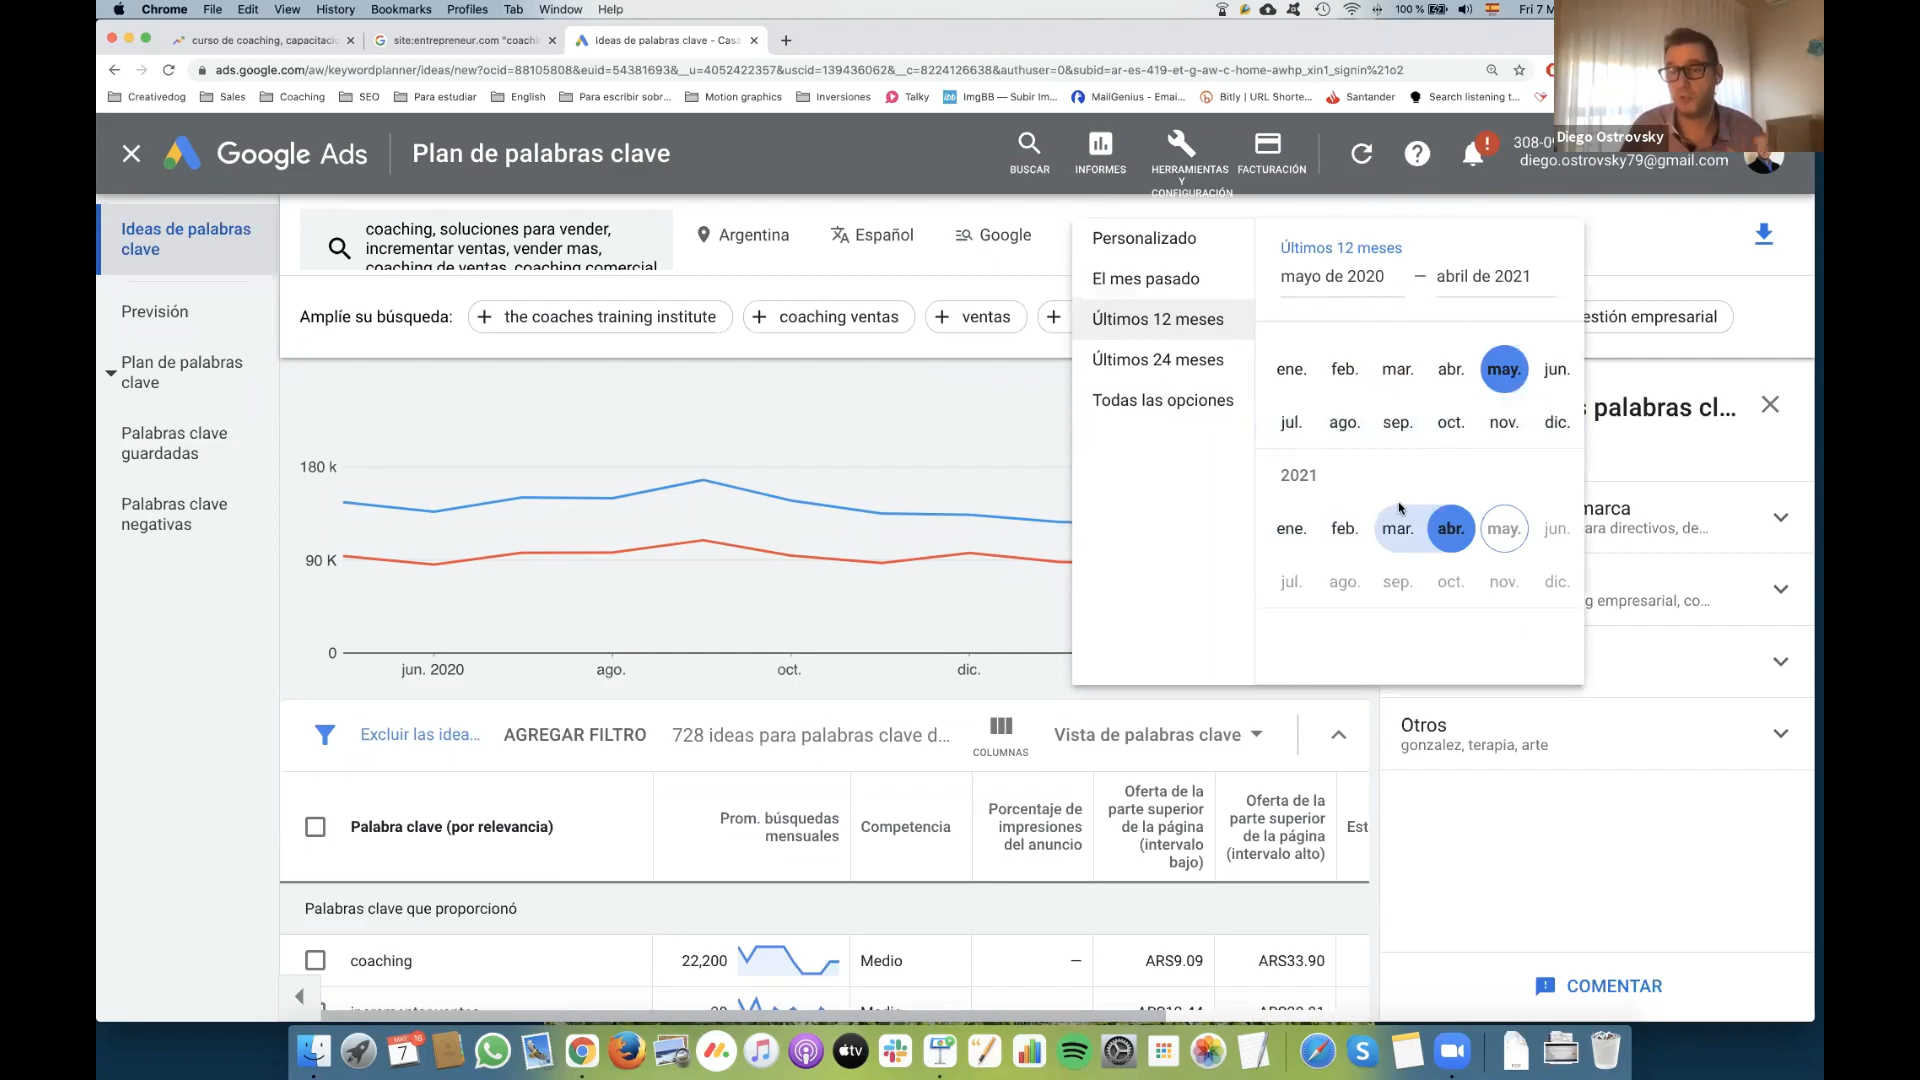 Chrome File Edit View History Bookmarks Profiles Tab Window Help
100 % Fri 7 M
curso de coaching, capacitaci
site:entrepreneur.com "coachi
Ideas de palabras clave - Casa
ads.google.com/aw/keywordplanner/ideas/new?ocid=88105808&euid=54381693&__u=4052422357&uscid=139436062&__c=8224126638&authuser=0&subid=ar-es-419-et-g-aw-c-home-awhp_xin1_signin%21o2
Creativedog Sales Coaching SEO Para estudiar English Para escribir sobr... Motion graphics Inversiones Talky ImgBB — Subir Im... MailGenius - Emai... Bitly | URL Shorte... Santander Search listening t...
Diego Ostrovsky
Google Ads
Plan de palabras clave
BUSCAR
INFORMES
HERRAMIENTAS
Y
CONFIGURACIÓN
FACTURACIÓN
diego.ostrovsky79@gmail.com
Ideas de palabras
clave
Previsión
Plan de palabras
clave
Palabras clave
guardadas
Palabras clave
negativas
coaching, soluciones para vender,
incrementar ventas, vender mas,
coaching de ventas, coaching comercial
Argentina
Español
Google
Amplíe su búsqueda:
the coaches training institute
coaching ventas
ventas
estión empresarial
Personalizado
El mes pasado
Últimos 12 meses
Últimos 24 meses
Todas las opciones
Últimos 12 meses
mayo de 2020 — abril de 2021
ene. feb. mar. abr. may. jun.
jul. ago. sep. oct. nov. dic.
2021
ene. feb. mar. abr. may. jun.
jul. ago. sep. oct. nov. dic.
palabras cl...
marca
ara directivos, de...
g empresarial, co...
Otros
gonzalez, terapia, arte
COMENTAR
180 k
90 K
0
jun. 2020 ago. oct. dic.
Excluir las idea...
AGREGAR FILTRO
728 ideas para palabras clave d...
COLUMNAS
Vista de palabras clave
Palabra clave (por relevancia)
Prom. búsquedas
mensuales
Competencia
Porcentaje de
impresiones
del anuncio
Oferta de la
parte superior
de la página
(intervalo
bajo)
Oferta de la
parte superior
de la página
(intervalo alto)
Est
Palabras clave que proporcionó
coaching 22,200 Medio — ARS9.09 ARS33.90